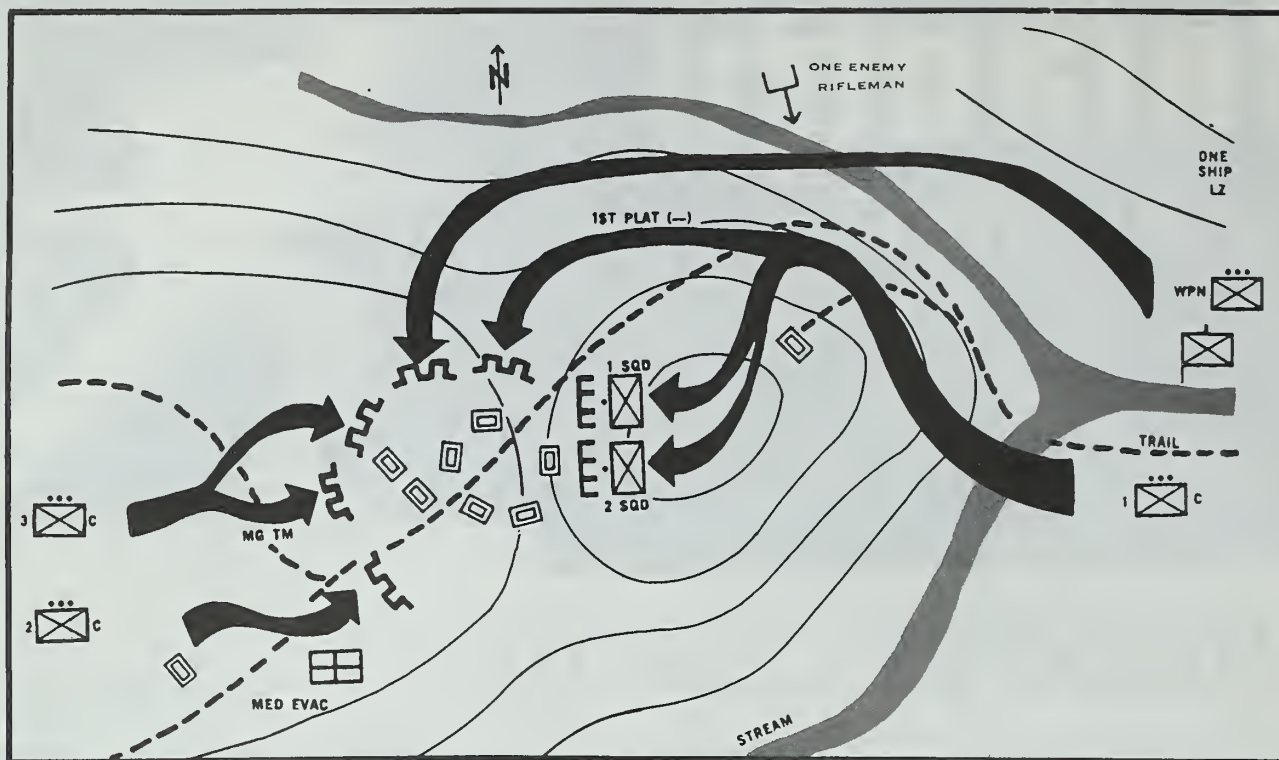 N
ONE ENEMY
RIFLEMAN
ONE
SHIP
LZ
1ST PLAT (—)
WPN
1 SQD
TRAIL
1 C
2 SQD
3 C
MG TM
2 C
MED EVAC
STREAM